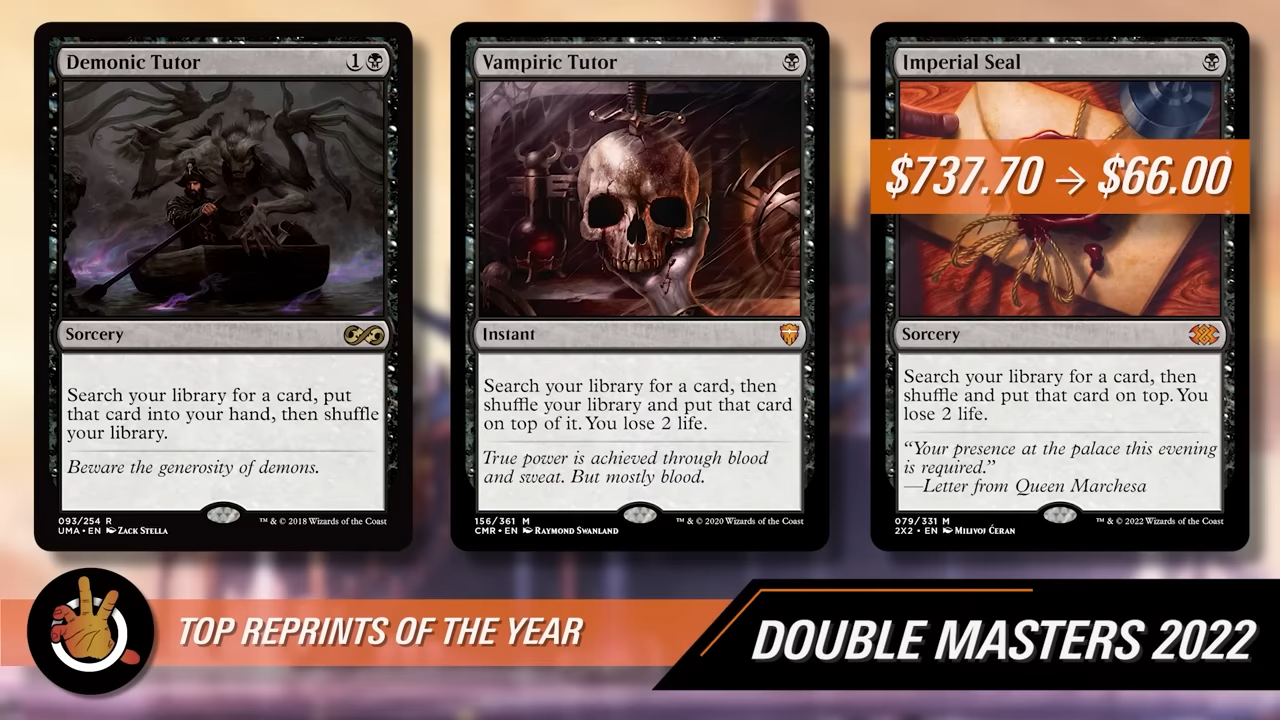 Demonic Tutor 1
Sorcery
Search your library for a card, put
that card into your hand, then shuffle
your library.
Beware the generosity of demons.
093/254 R
UMA • EN ZACK STELLA
™ & © 2018 Wizards of the Coast
Vampiric Tutor
Instant
Search your library for a card, then
shuffle your library and put that card
on top of it. You lose 2 life.
True power is achieved through blood
and sweat. But mostly blood.
156/361 M
CMR • EN RAYMOND SWANLAND
™ & © 2020 Wizards of the Coast
Imperial Seal
$737.70 → $66.00
Sorcery
Search your library for a card, then
shuffle and put that card on top. You
lose 2 life.
“Your presence at the palace this evening
is required.”
—Letter from Queen Marchesa
079/331 M
2X2 • EN MILIVOJ ĆERAN
™ & © 2022 Wizards of the Coast
TOP REPRINTS OF THE YEAR
DOUBLE MASTERS 2022